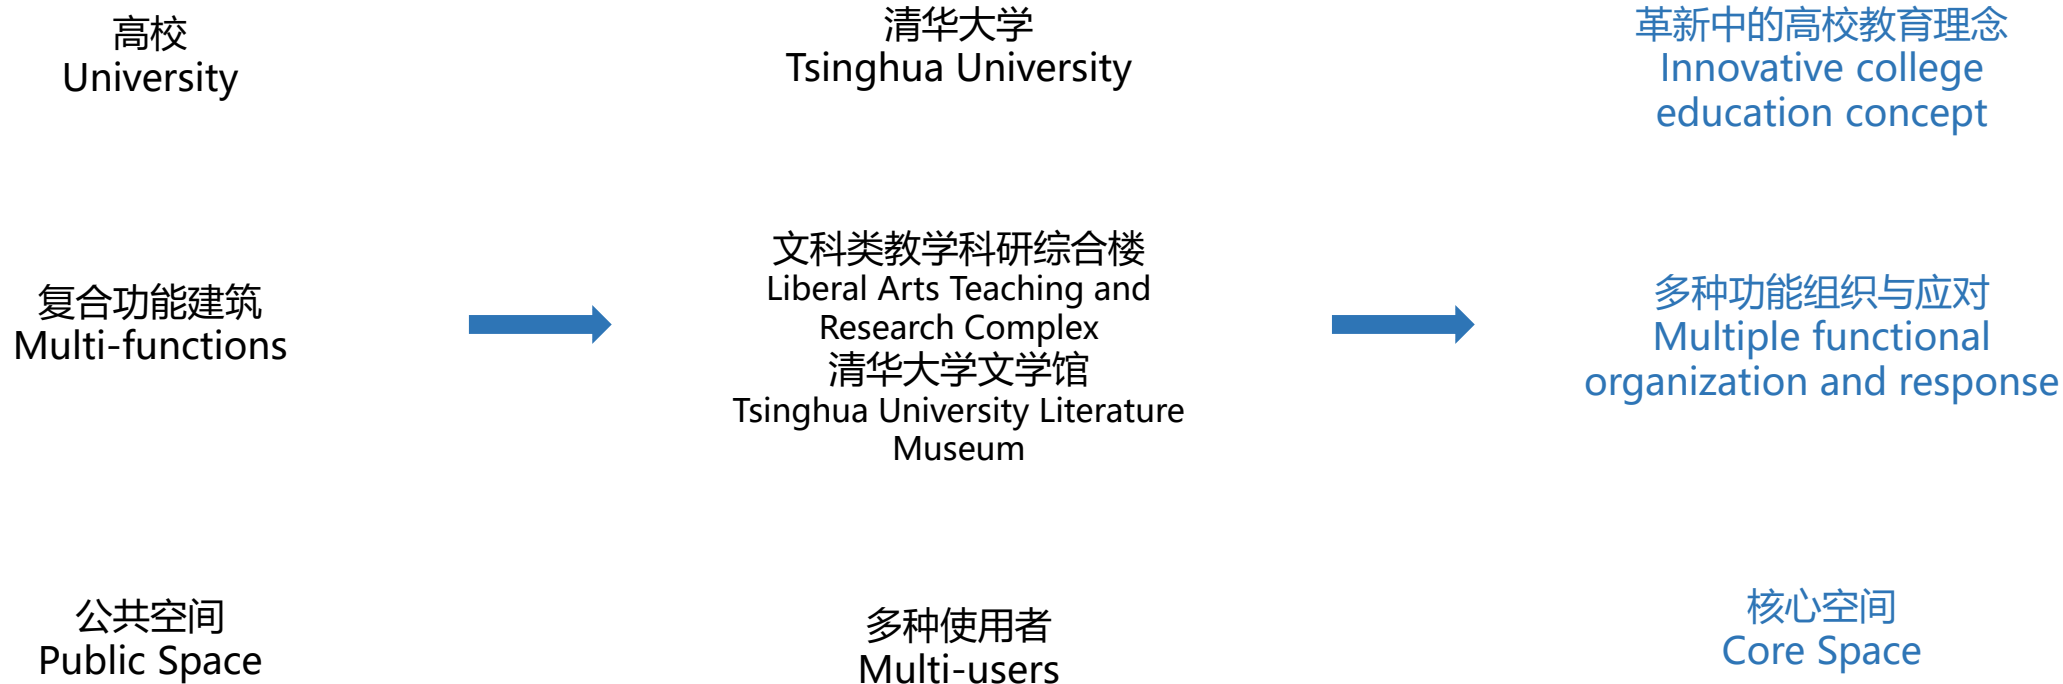 高校
University
清华大学
Tsinghua University
革新中的高校教育理念
Innovative college
education concept
复合功能建筑
Multi-functions
文科类教学科研综合楼
Liberal Arts Teaching and
Research Complex
清华大学文学馆
Tsinghua University Literature
Museum
多种功能组织与应对
Multiple functional
organization and response
公共空间
Public Space
多种使用者
Multi-users
核心空间
Core Space